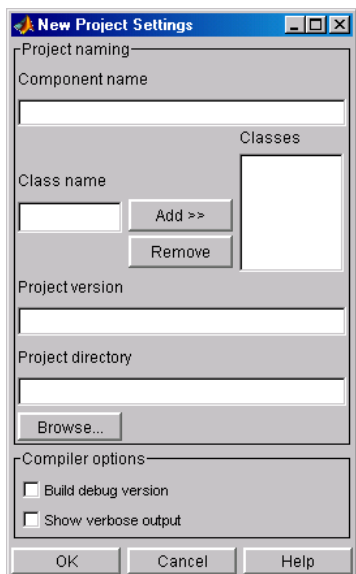 New Project Settings
Project naming
Component name
Classes
Class name
Add >>
Remove
Project version
Project directory
Browse...
Compiler options
Build debug version
Show verbose output
OK Cancel Help